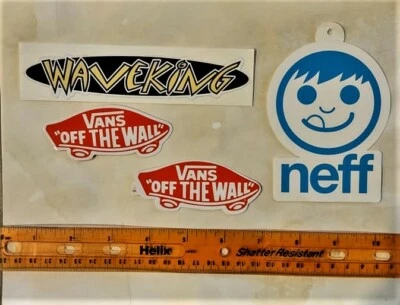 WAVEKING
VANS
"OFF THE WALL"
VANS
"OFF THE WALL"
neff
Helix
Shatter Resistant